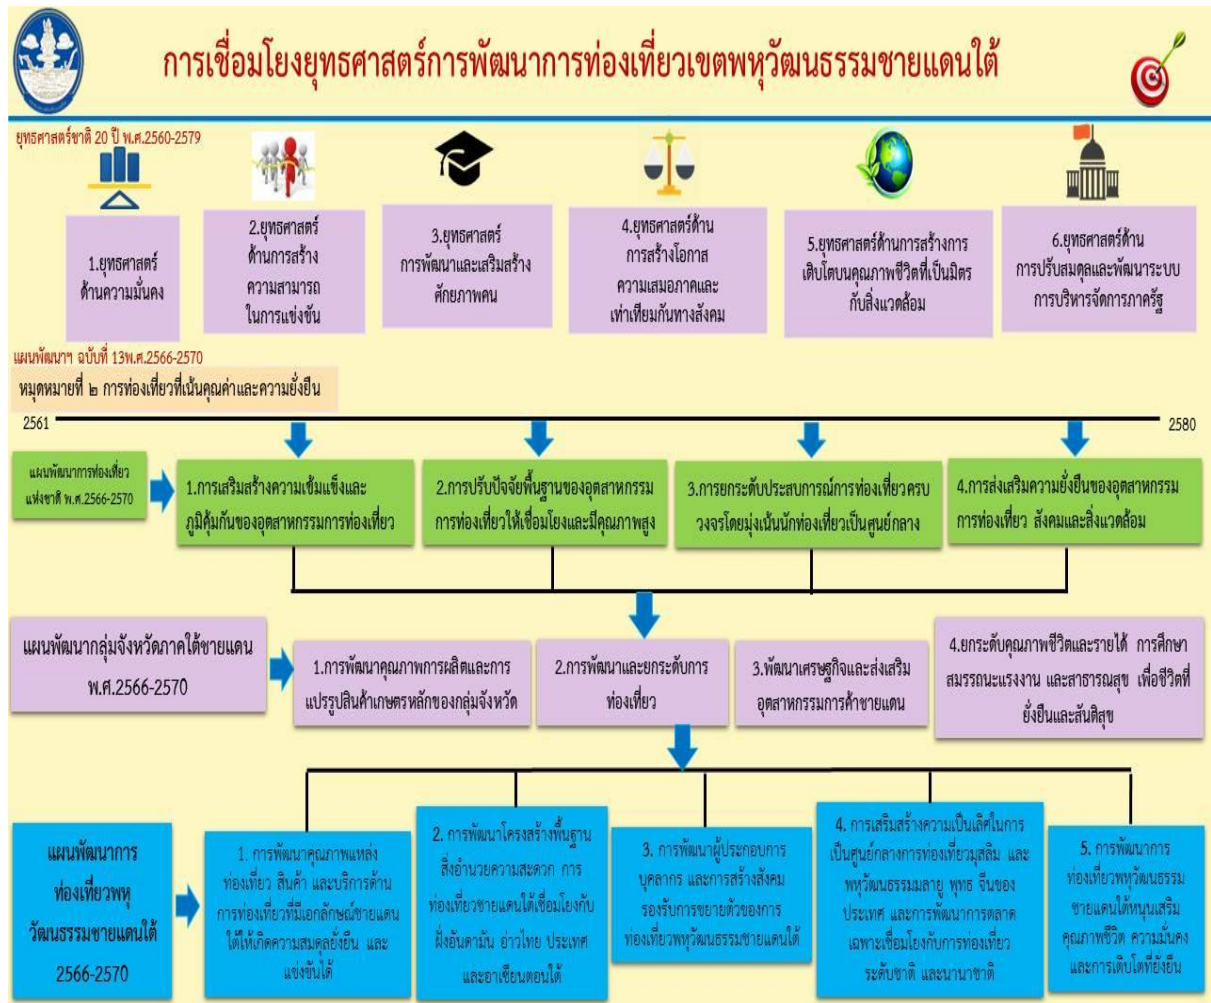 การเชื่อมโยงยุทธศาสตร์การพัฒนาการท่องเที่ยวเขตพหุวัฒนธรรมชายแดนใต้
ยุทธศาสตร์ชาติ 20 ปี พ.ศ.2560-2579
1.ยุทธศาสตร์
ด้านความมั่นคง
2.ยุทธศาสตร์
ด้านการสร้าง
ความสามารถ
ในการแข่งขัน
3.ยุทธศาสตร์
การพัฒนาและเสริมสร้าง
ศักยภาพคน
4.ยุทธศาสตร์ด้าน
การสร้างโอกาส
ความเสมอภาคและ
เท่าเทียมกันทางสังคม
5.ยุทธศาสตร์ด้านการสร้างการ
เติบโตบนคุณภาพชีวิตที่เป็นมิตร
กับสิ่งแวดล้อม
6.ยุทธศาสตร์ด้าน
การปรับสมดุลและพัฒนาระบบ
การบริหารจัดการภาครัฐ
แผนพัฒนาฯ ฉบับที่ 13พ.ศ.2566-2570
หมุดหมายที่ ๒ การท่องเที่ยวที่เน้นคุณค่าและความยั่งยืน
2561
2580
แผนพัฒนาการท่องเที่ยว
แห่งชาติ พ.ศ.2566-2570
1.การเสริมสร้างความเข้มแข็งและ
ภูมิคุ้มกันของอุตสาหกรรมการท่องเที่ยว
2.การปรับปัจจัยพื้นฐานของอุตสาหกรรม
การท่องเที่ยวให้เชื่อมโยงและมีคุณภาพสูง
3.การยกระดับประสบการณ์การท่องเที่ยวครบ
วงจรโดยมุ่งเน้นนักท่องเที่ยวเป็นศูนย์กลาง
4.การส่งเสริมความยั่งยืนของอุตสาหกรรม
การท่องเที่ยว สังคมและสิ่งแวดล้อม
แผนพัฒนากลุ่มจังหวัดภาคใต้ชายแดน
พ.ศ.2566-2570
1.การพัฒนาคุณภาพการผลิตและการ
แปรรูปสินค้าเกษตรหลักของกลุ่มจังหวัด
2.การพัฒนาและยกระดับการ
ท่องเที่ยว
3.พัฒนาเศรษฐกิจและส่งเสริม
อุตสาหกรรมการค้าชายแดน
4.ยกระดับคุณภาพชีวิตและรายได้ การศึกษา
สมรรถนะแรงงาน และสาธารณสุข เพื่อชีวิตที่
ยั่งยืนและสันติสุข
แผนพัฒนาการ
ท่องเที่ยวพหุ
วัฒนธรรมชายแดนใต้
2566-2570
1. การพัฒนาคุณภาพแหล่ง
ท่องเที่ยว สินค้า และบริการด้าน
การท่องเที่ยวที่มีเอกลักษณ์ชายแดน
ใต้ให้เกิดความสมดุลยั่งยืน และ
แข่งขันได้
2. การพัฒนาโครงสร้างพื้นฐาน
สิ่งอำนวยความสะดวก การ
ท่องเที่ยวชายแดนใต้เชื่อมโยงกับ
ฝั่งอันดามัน อ่าวไทย ประเทศ
และอาเซียนตอนใต้
3. การพัฒนาผู้ประกอบการ
บุคลากร และการสร้างสังคม
รองรับการขยายตัวของการ
ท่องเที่ยวพหุวัฒนธรรมชายแดนใต้
4. การเสริมสร้างความเป็นเลิศในการ
เป็นศูนย์กลางการท่องเที่ยวมุสลิม และ
พหุวัฒนธรรมมลายู พุทธ จีนของ
ประเทศ และการพัฒนาการตลาด
เฉพาะเชื่อมโยงกับการท่องเที่ยว
ระดับชาติ และนานาชาติ
5. การพัฒนาการ
ท่องเที่ยวพหุวัฒนธรรม
ชายแดนใต้หนุนเสริม
คุณภาพชีวิต ความมั่นคง
และการเติบโตที่ยั่งยืน